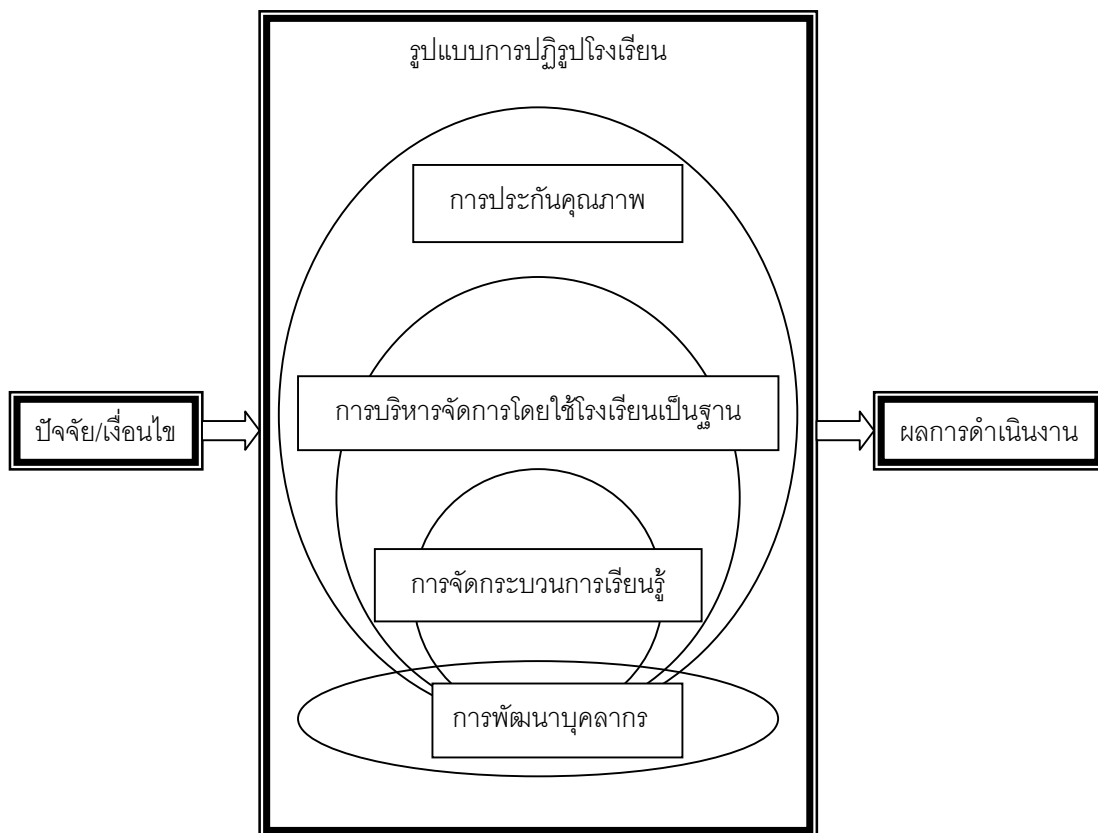 รูปแบบการปฏิรูปโรงเรียน
การประกันคุณภาพ
การบริหารจัดการโดยใช้โรงเรียนเป็นฐาน
ปัจจัย/เงื่อนไข
ผลการดำเนินงาน
การจัดกระบวนการเรียนรู้
การพัฒนาบุคลากร